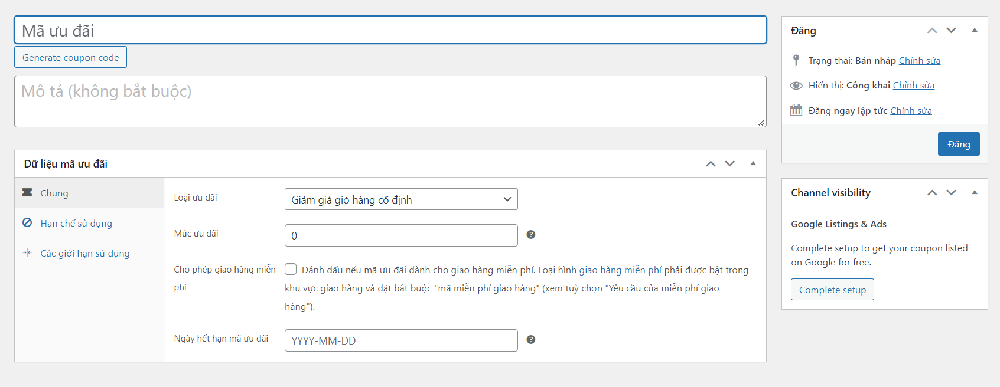 Mã ưu đãi
Generate coupon code
Mô tả (không bắt buộc)
Dữ liệu mã ưu đãi
Chung
Hạn chế sử dụng
Các giới hạn sử dụng
Loại ưu đãi
Giảm giá giỏ hàng cố định
Mức ưu đãi
0
Cho phép giao hàng miễn
phí
Đánh dấu nếu mã ưu đãi dành cho giao hàng miễn phí. Loại hình giao hàng miễn phí phải được bật trong
khu vực giao hàng và đặt bắt buộc "mã miễn phí giao hàng" (xem tuỳ chọn "Yêu cầu của miễn phí giao
hàng").
Ngày hết hạn mã ưu đãi
YYYY-MM-DD
Đăng
Trạng thái: Bản nháp Chỉnh sửa
Hiển thị: Công khai Chỉnh sửa
Đăng ngay lập tức Chỉnh sửa
Đăng
Channel visibility
Google Listings & Ads
Complete setup to get your coupon listed
on Google for free.
Complete setup